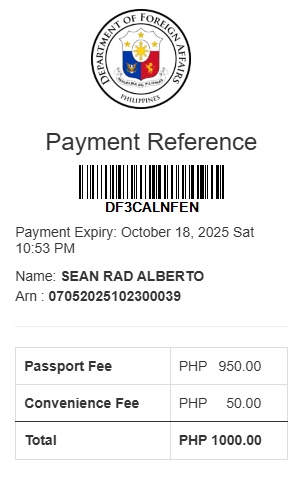 DEPARTMENT OF FOREIGN AFFAIRS
PHILIPPINES
Payment Reference
DF3CALNFEN
Payment Expiry: October 18, 2025 Sat
10:53 PM
Name: SEAN RAD ALBERTO
Arn : 07052025102300039
Passport Fee PHP 950.00
Convenience Fee PHP 50.00
Total PHP 1000.00